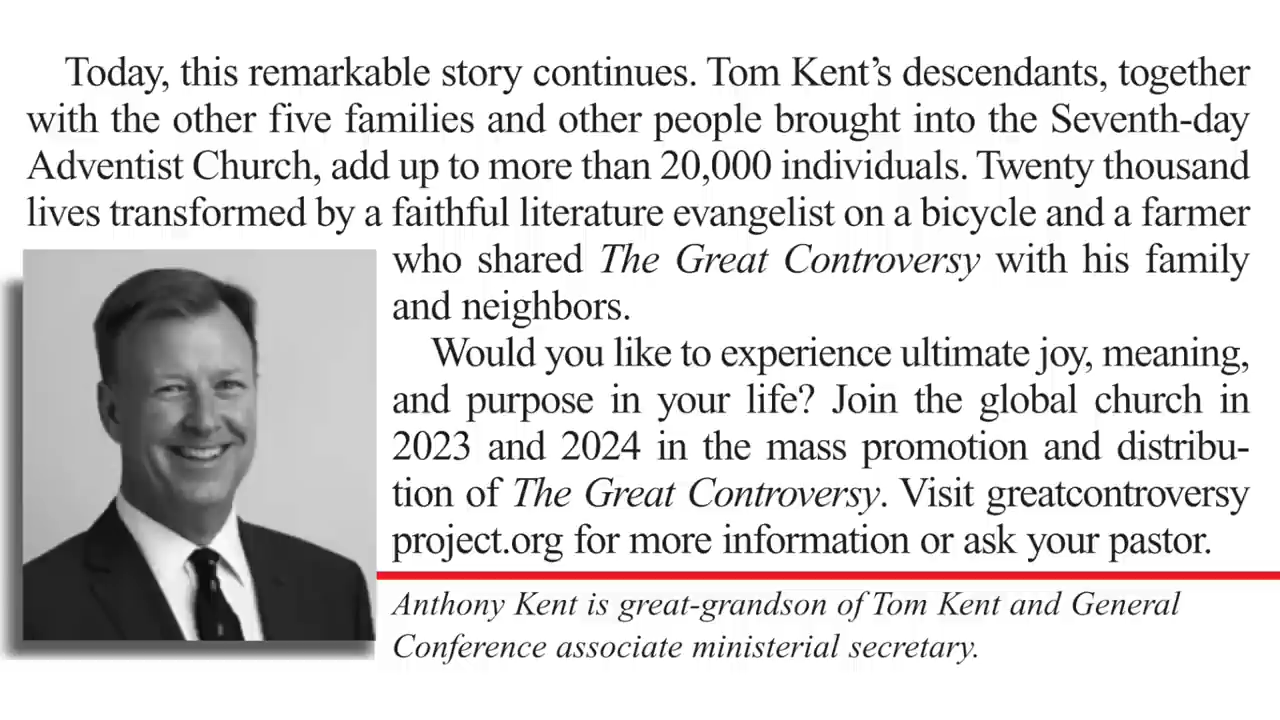 Today, this remarkable story continues. Tom Kent’s descendants, together
with the other five families and other people brought into the Seventh-day
Adventist Church, add up to more than 20,000 individuals. Twenty thousand
lives transformed by a faithful literature evangelist on a bicycle and a farmer
who shared The Great Controversy with his family
and neighbors.
Would you like to experience ultimate joy, meaning,
and purpose in your life? Join the global church in
2023 and 2024 in the mass promotion and distribu-
tion of The Great Controversy. Visit greatcontroversy
project.org for more information or ask your pastor.
Anthony Kent is great-grandson of Tom Kent and General
Conference associate ministerial secretary.